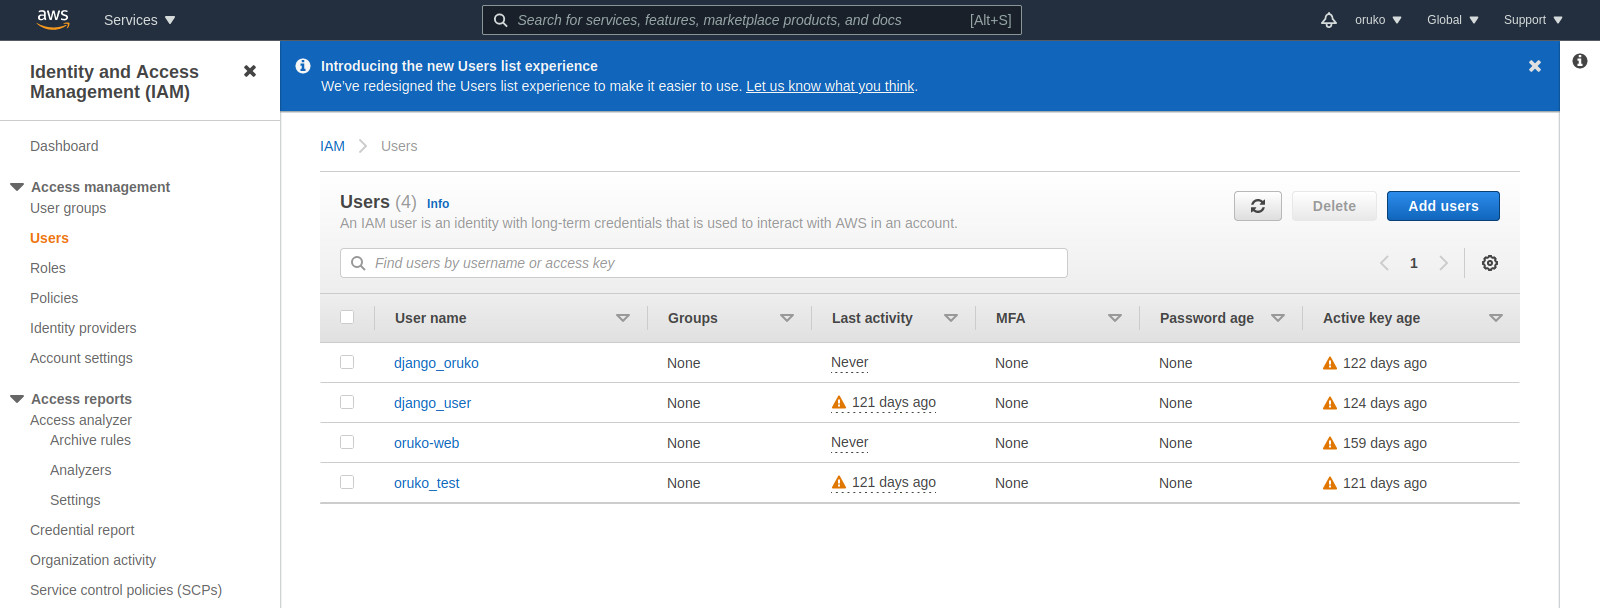 aws Services Search for services, features, marketplace products, and docs [Alt+S] oruko Global Support
Identity and Access
Management (IAM)
Dashboard
Access management
User groups
Users
Roles
Policies
Identity providers
Account settings
Access reports
Access analyzer
Archive rules
Analyzers
Settings
Credential report
Organization activity
Service control policies (SCPs)
Introducing the new Users list experience
We've redesigned the Users list experience to make it easier to use. Let us know what you think.
IAM Users
Users (4) Info
An IAM user is an identity with long-term credentials that is used to interact with AWS in an account.
Delete Add users
Find users by username or access key
1
User name Groups Last activity MFA Password age Active key age
django_oruko None Never None None 122 days ago
django_user None 121 days ago None None 124 days ago
oruko-web None Never None None 159 days ago
oruko_test None 121 days ago None None 121 days ago